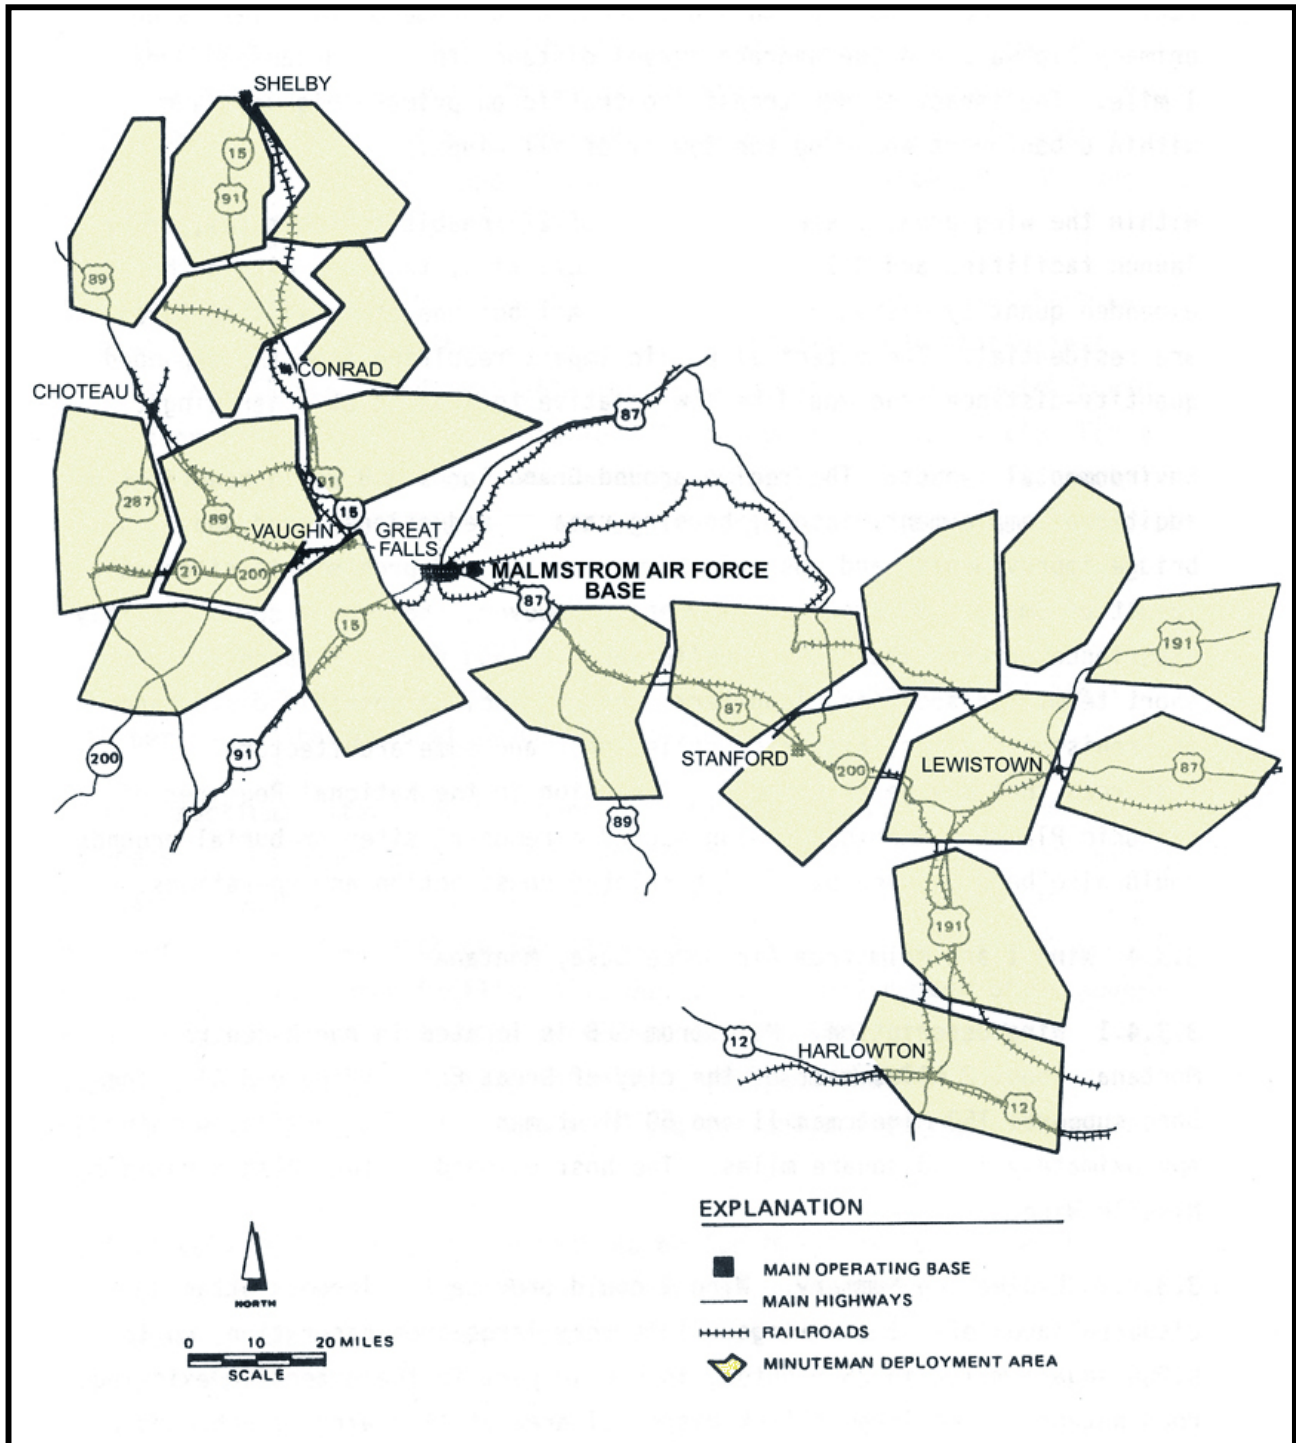 SHELBY
15
91
89
CONRAD
CHOTEAU
87
91
287
15
89
VAUGHN
GREAT
FALLS
21
200
MALMSTROM AIR FORCE
BASE
87
15
191
87
200
91
STANFORD
200
LEWISTOWN
87
89
191
12
HARLOWTON
12
EXPLANATION
MAIN OPERATING BASE
MAIN HIGHWAYS
RAILROADS
MINUTEMAN DEPLOYMENT AREA
NORTH
0 10 20 MILES
SCALE